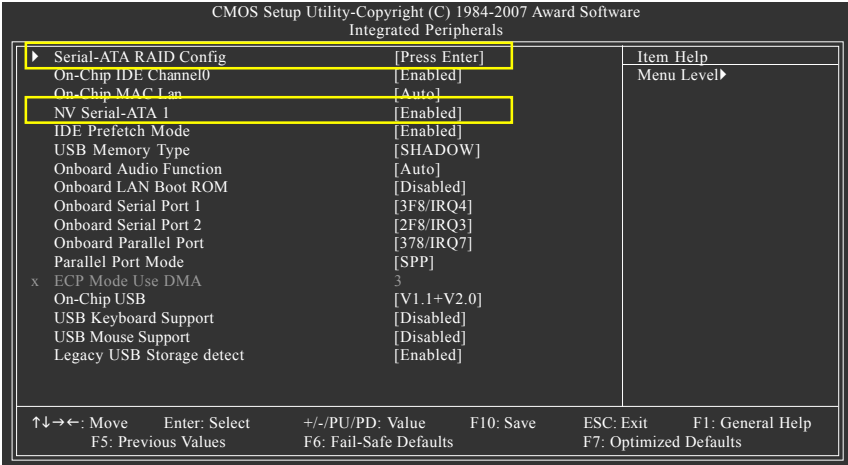 CMOS Setup Utility-Copyright (C) 1984-2007 Award Software
Integrated Peripherals
Serial-ATA RAID Config [Press Enter] Item Help
On-Chip IDE Channel0 [Enabled] Menu Level
On-Chip MAC Lan [Auto]
NV Serial-ATA 1 [Enabled]
IDE Prefetch Mode [Enabled]
USB Memory Type [SHADOW]
Onboard Audio Function [Auto]
Onboard LAN Boot ROM [Disabled]
Onboard Serial Port 1 [3F8/IRQ4]
Onboard Serial Port 2 [2F8/IRQ3]
Onboard Parallel Port [378/IRQ7]
Parallel Port Mode [SPP]
x ECP Mode Use DMA 3
On-Chip USB [V1.1+V2.0]
USB Keyboard Support [Disabled]
USB Mouse Support [Disabled]
Legacy USB Storage detect [Enabled]
↑↓→←: Move Enter: Select +/-/PU/PD: Value F10: Save ESC: Exit F1: General Help
F5: Previous Values F6: Fail-Safe Defaults F7: Optimized Defaults